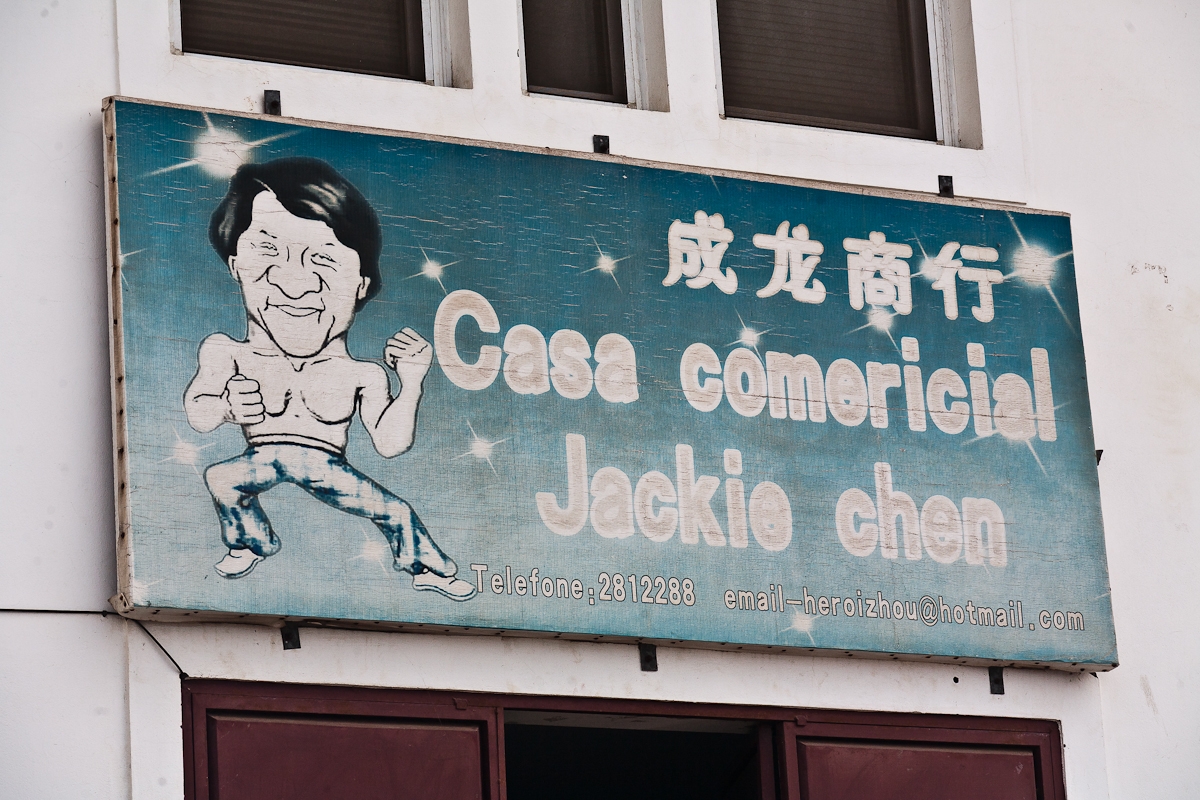 成龙商行
Casa comericial
Jackie chen
Telefone:2812288 email-heroizhou@hotmail.com